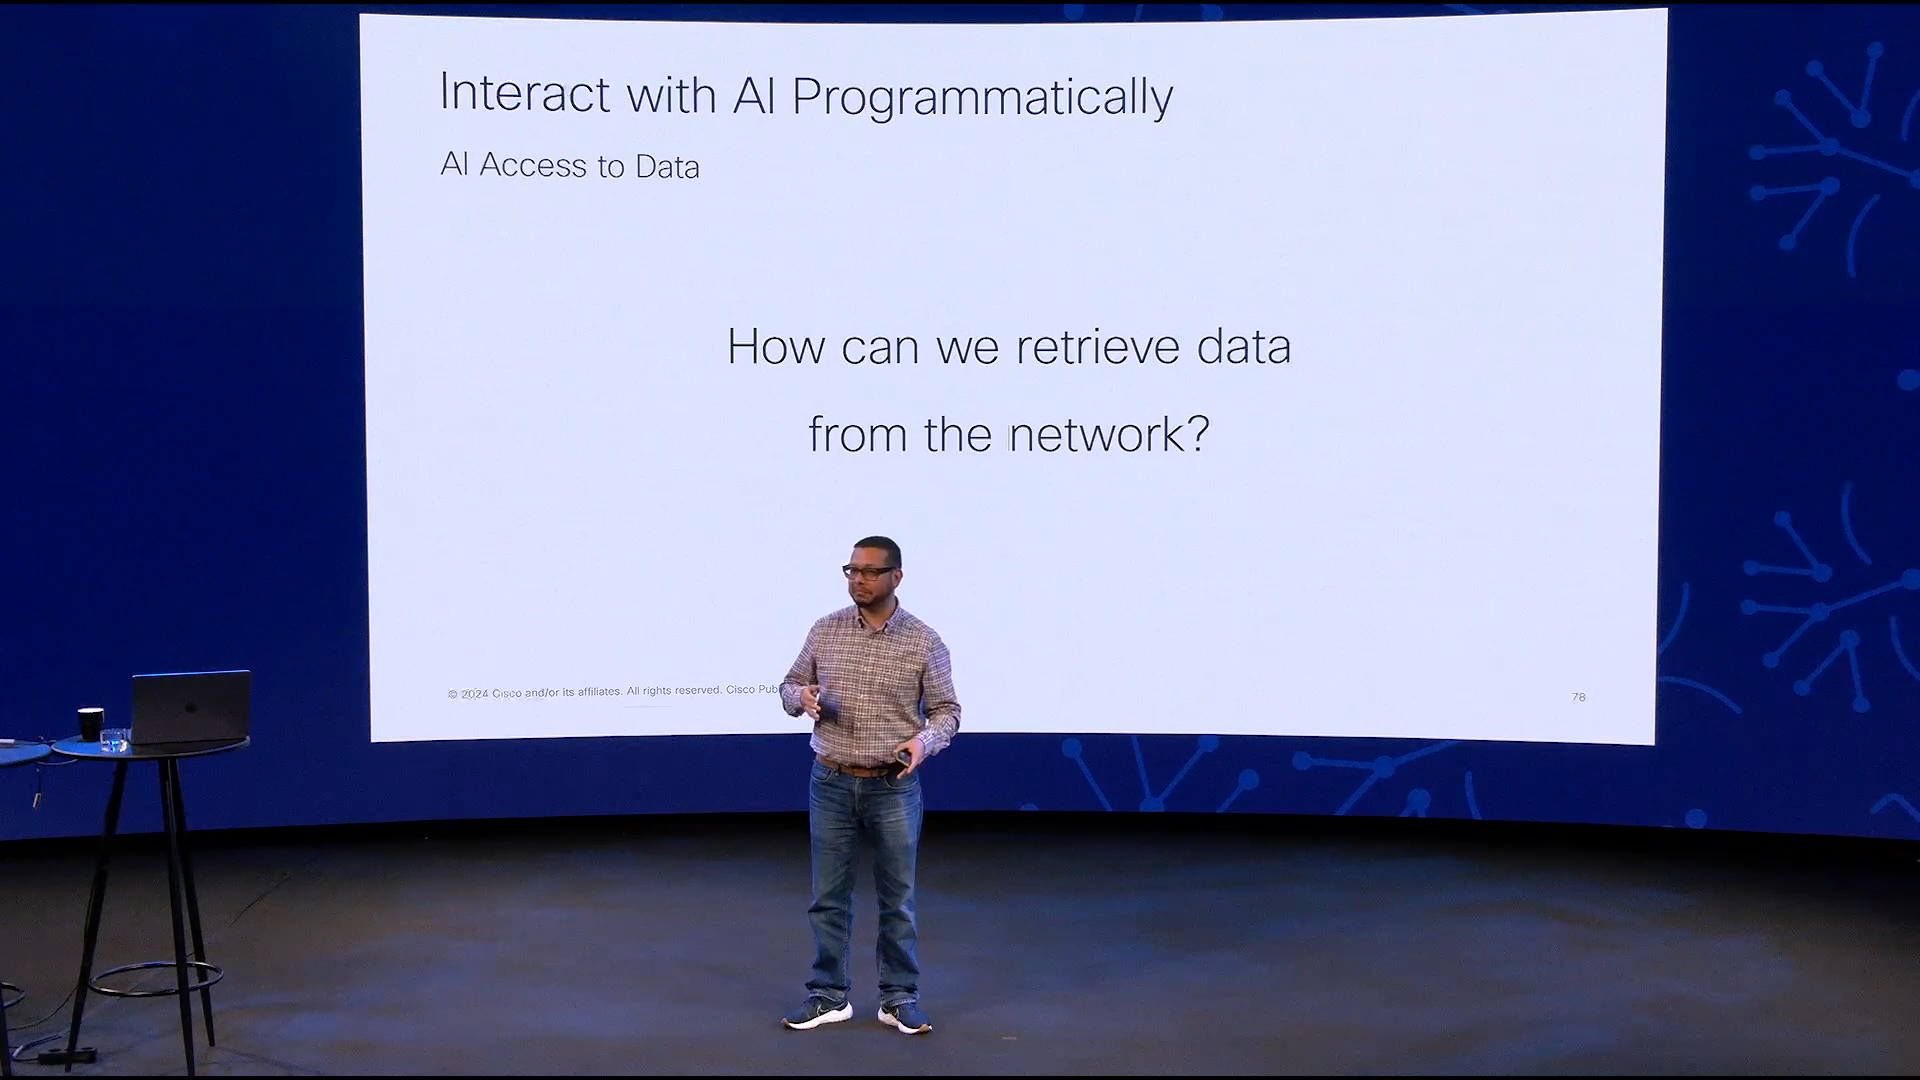 Interact with AI Programmatically
AI Access to Data
How can we retrieve data
from the network?
© 2024 Cisco and/or its affiliates. All rights reserved. Cisco
78